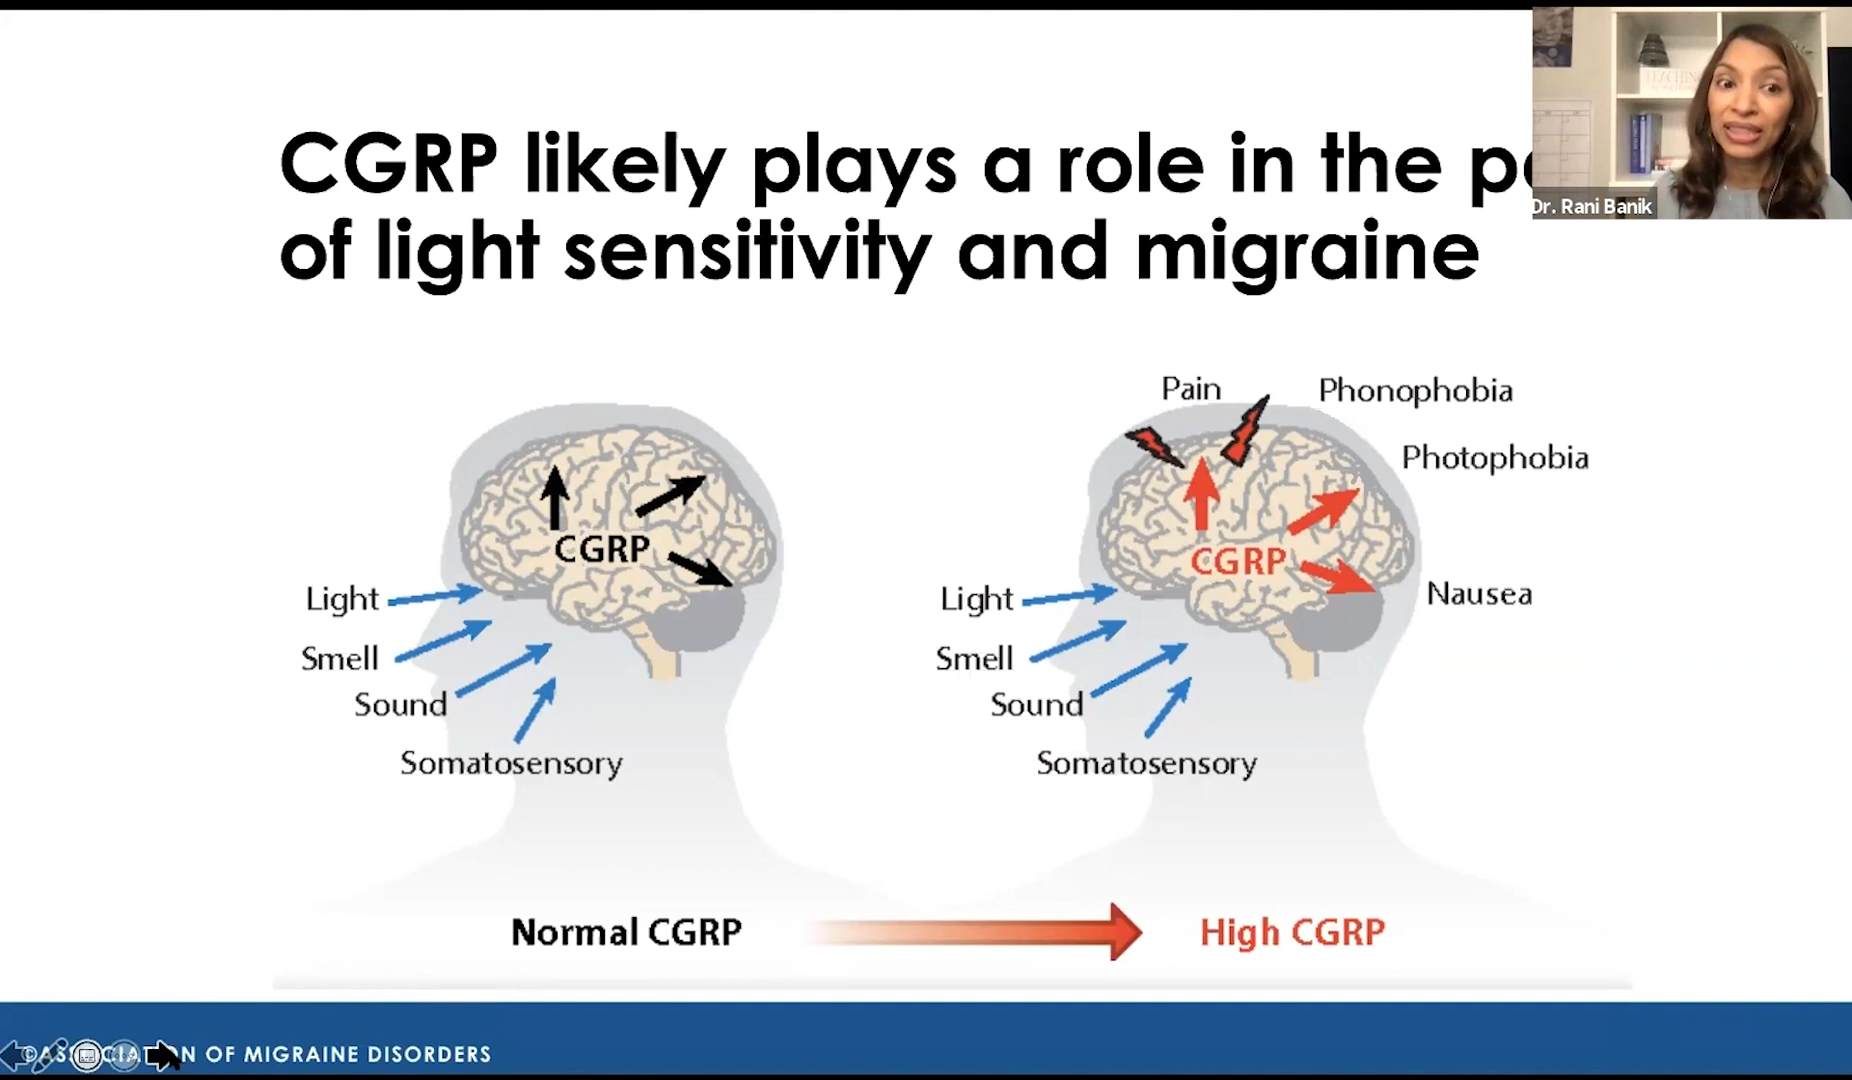 CGRP likely plays a role in the
of light sensitivity and migraine
Dr. Rani Banik
Light
Smell
Sound
Somatosensory
CGRP
Normal CGRP
Pain
Phonophobia
Photophobia
Nausea
CGRP
Light
Smell
Sound
Somatosensory
High CGRP
OF MIGRAINE DISORDERS